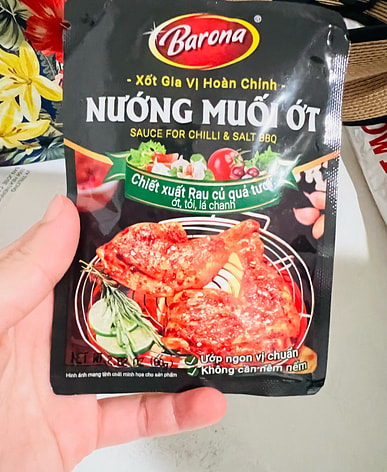 Barona®
- Xốt Gia Vị Hoàn Chỉnh -
NƯỚNG MUỐI ỚT
SAUCE FOR CHILLI & SALT BBQ
Chiết xuất Rau củ quả tươi
ớt, tỏi, lá chanh
NET WT
Ướp ngon vị chuẩn
Không cần nêm nếm
Hình ảnh mang tính chất minh họa cho sản phẩm